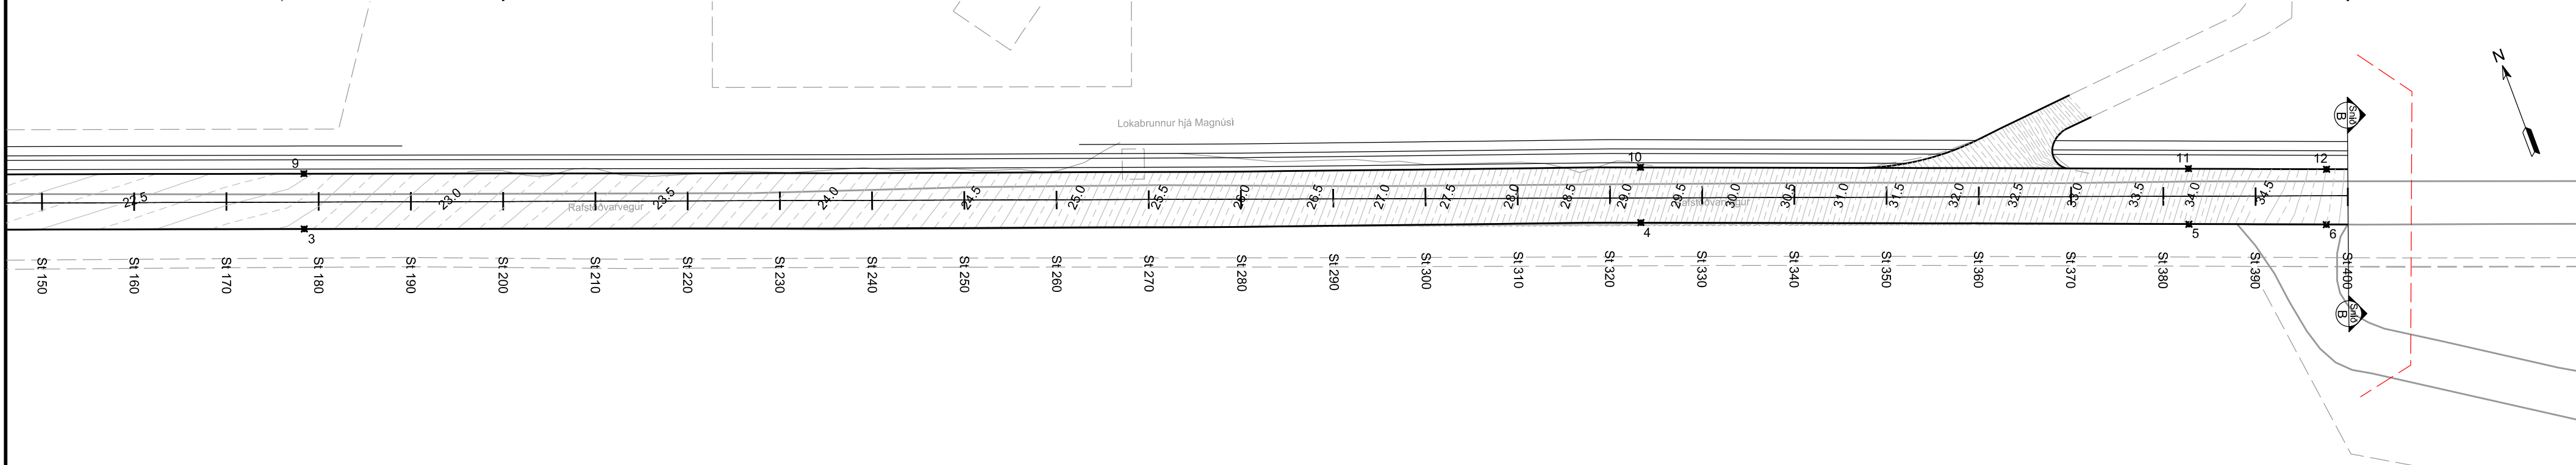 N
Snið
B
Lokabrunnur hjá Magnúsi
9
10
11
12
22.5
23.0
23.5
24.0
24.5
25.0
25.5
26.0
26.5
27.0
27.5
28.0
28.5
29.0
29.5
30.0
30.5
31.0
31.5
32.0
32.5
33.0
33.5
34.0
34.5
Rafstöðvarvegur
Rafstöðvarvegur
3
4
5
6
St 150
St 160
St 170
St 180
St 190
St 200
St 210
St 220
St 230
St 240
St 250
St 260
St 270
St 280
St 290
St 300
St 310
St 320
St 330
St 340
St 350
St 360
St 370
St 380
St 390
St 400
Snið
B